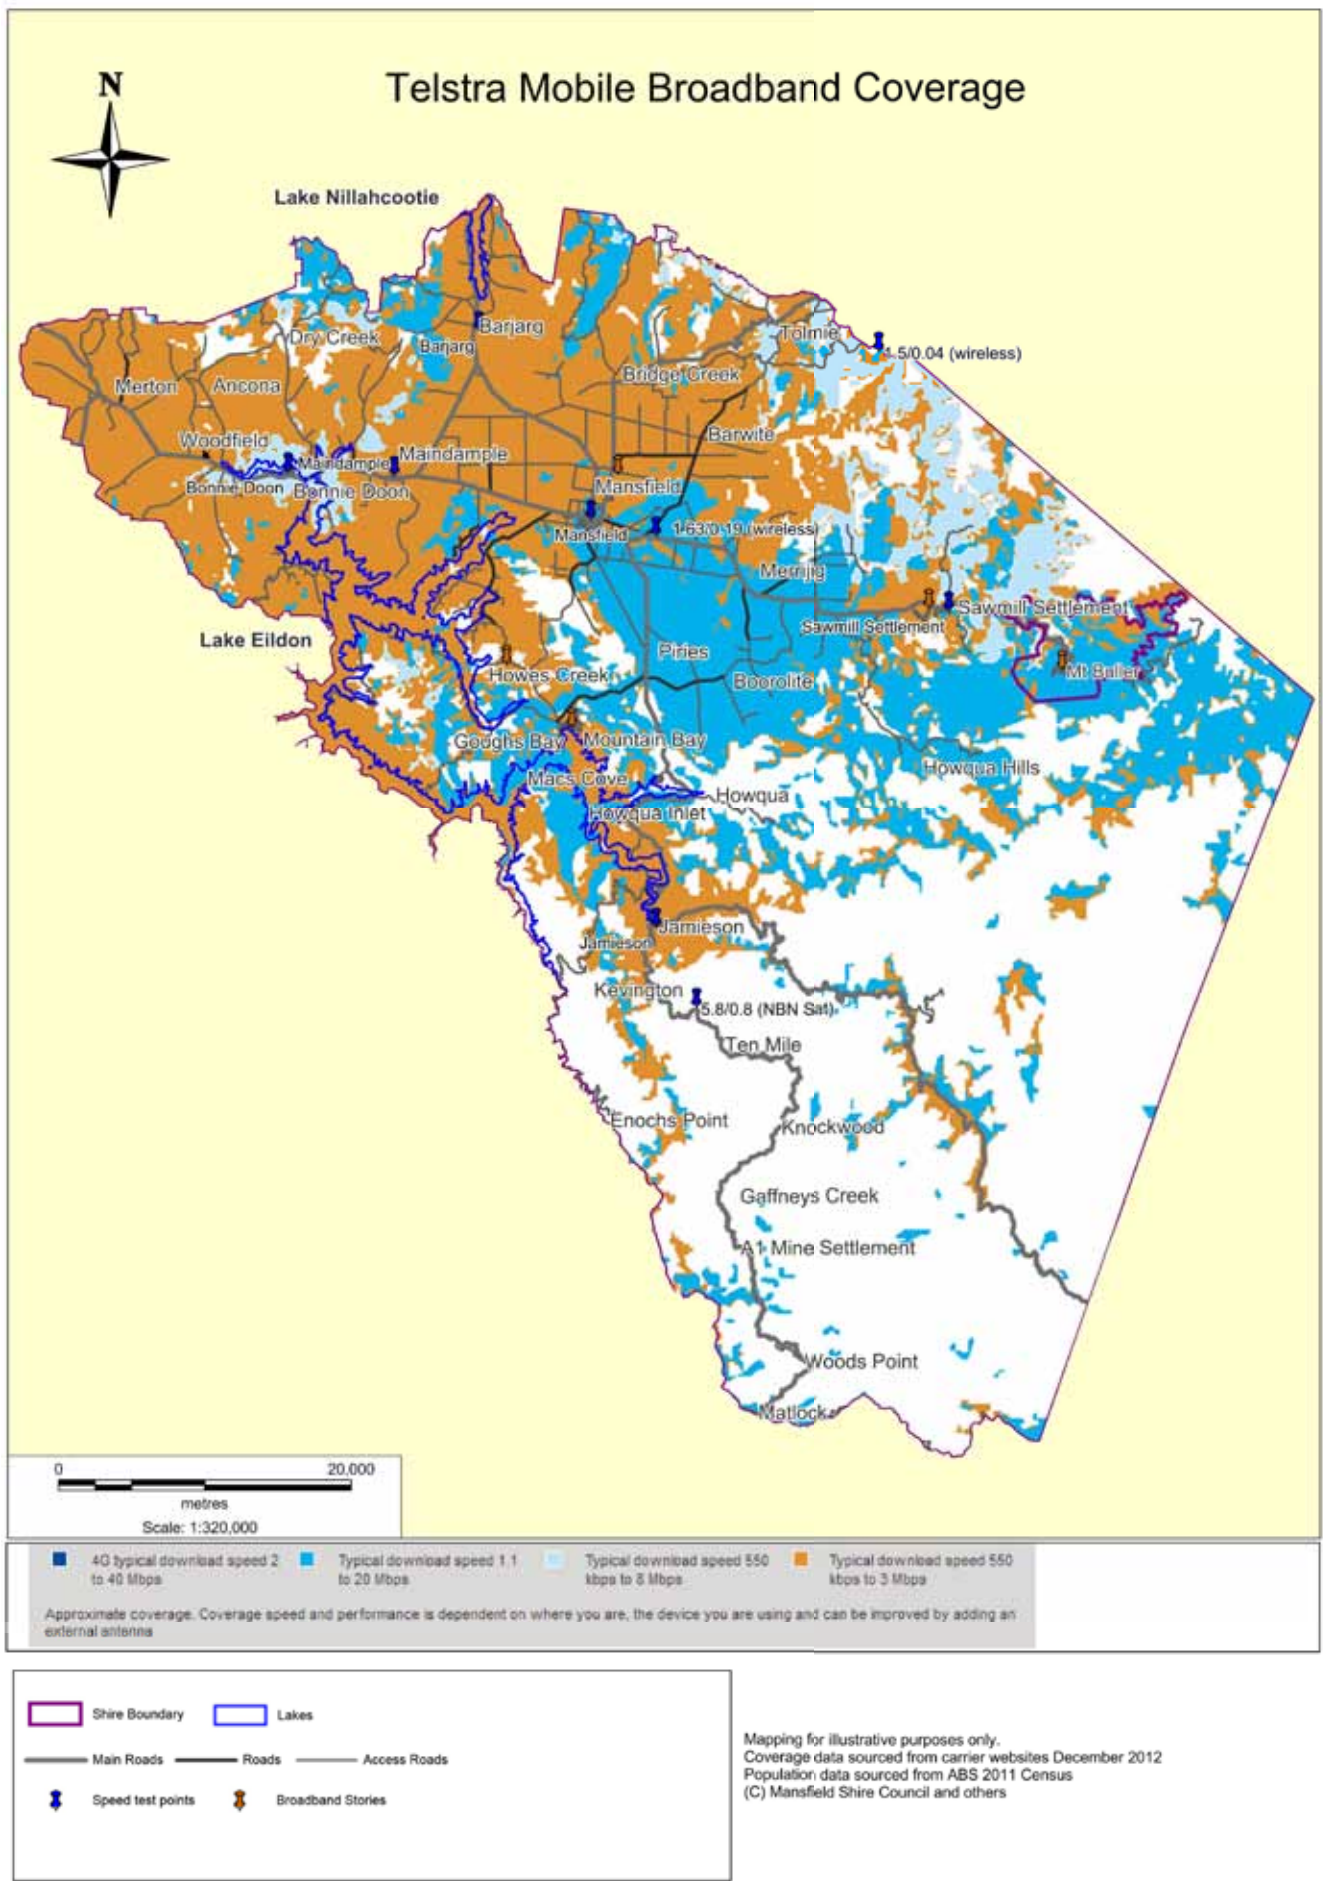 Telstra Mobile Broadband Coverage
N
Lake Nillahcootie
Barjarg
Dry Creek
Barjarg
Tolmie
1.5/0.04 (wireless)
Merton
Ancona
Bridge Creek
Woodfield
Barwite
Maindample
Maindample
Bonnie Doon
Bonnie Doon
Mansfield
Mansfield
1.63/0.19 (wireless)
Merrijig
Sawmill Settlement
Sawmill Settlement
Lake Eildon
Piries
Howes Creek
Boorolite
Mt Buller
Goughs Bay
Mountain Bay
Macs Cove
Howqua Hills
Howqua
Howqua Inlet
Jamieson
Jamieson
Kevington
5.8/0.8 (NBN Sat)
Ten Mile
Enochs Point
Knockwood
Gaffneys Creek
A1 Mine Settlement
Woods Point
Matlock
0 20,000
metres
Scale: 1:320,000
4G typical download speed 2
to 40 Mbps
Typical download speed 1.1
to 20 Mbps
Typical download speed 550
kbps to 8 Mbps
Typical download speed 550
kbps to 3 Mbps
Approximate coverage. Coverage speed and performance is dependent on where you are, the device you are using and can be improved by adding an
external antenna
Shire Boundary Lakes
Main Roads Roads Access Roads
Speed test points Broadband Stories
Mapping for illustrative purposes only.
Coverage data sourced from carrier websites December 2012
Population data sourced from ABS 2011 Census
(C) Mansfield Shire Council and others